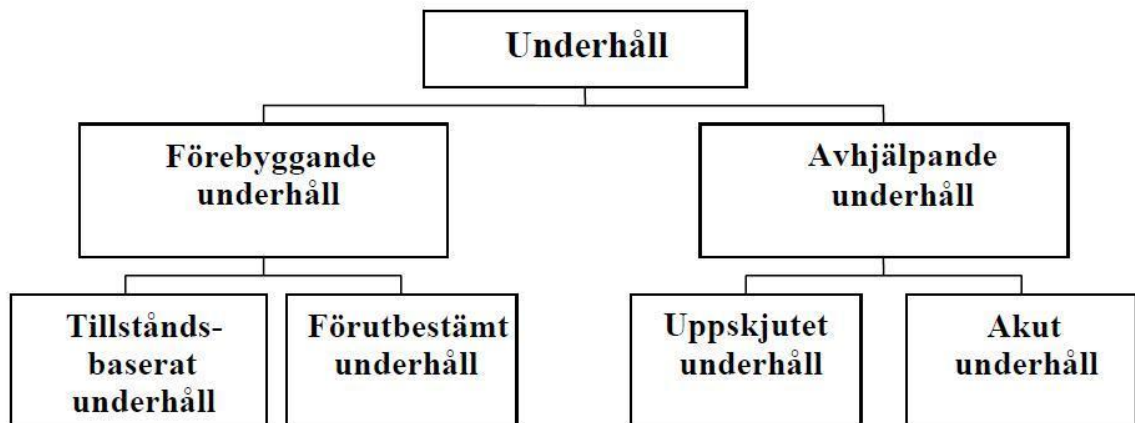 Underhåll
Förebyggande
underhåll
Avhjälpande
underhåll
Tillstånds-
baserat
underhåll
Förutbestämt
underhåll
Uppskjutet
underhåll
Akut
underhåll